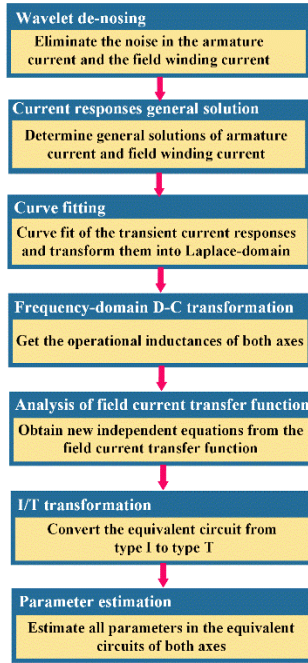 Wavelet de-nosing
Eliminate the noise in the armature
current and the field winding current
Current responses general solution
Determine general solutions of armature
current and field winding current
Curve fitting
Curve fit of the transient current responses
and transform them into Laplace-domain
Frequency-domain D-C transformation
Get the operational inductances of both axes
Analysis of field current transfer function
Obtain new independent equations from the
field current transfer function
I/T transformation
Convert the equivalent circuit from
type I to type T
Parameter estimation
Estimate all parameters in the equivalent
circuits of both axes